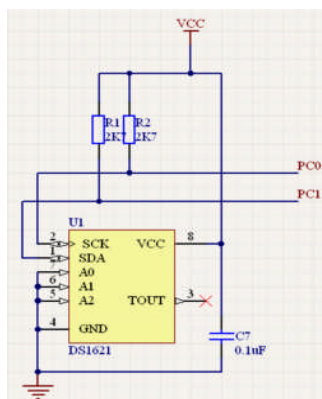 VCC
R1 R2
2K7 2K7
PC0
PC1
U1
2 SCK VCC 8
1 SDA
7 A0
6 A1
5 A2 TOUT 3
4 GND
DS1621
C7
0.1uF